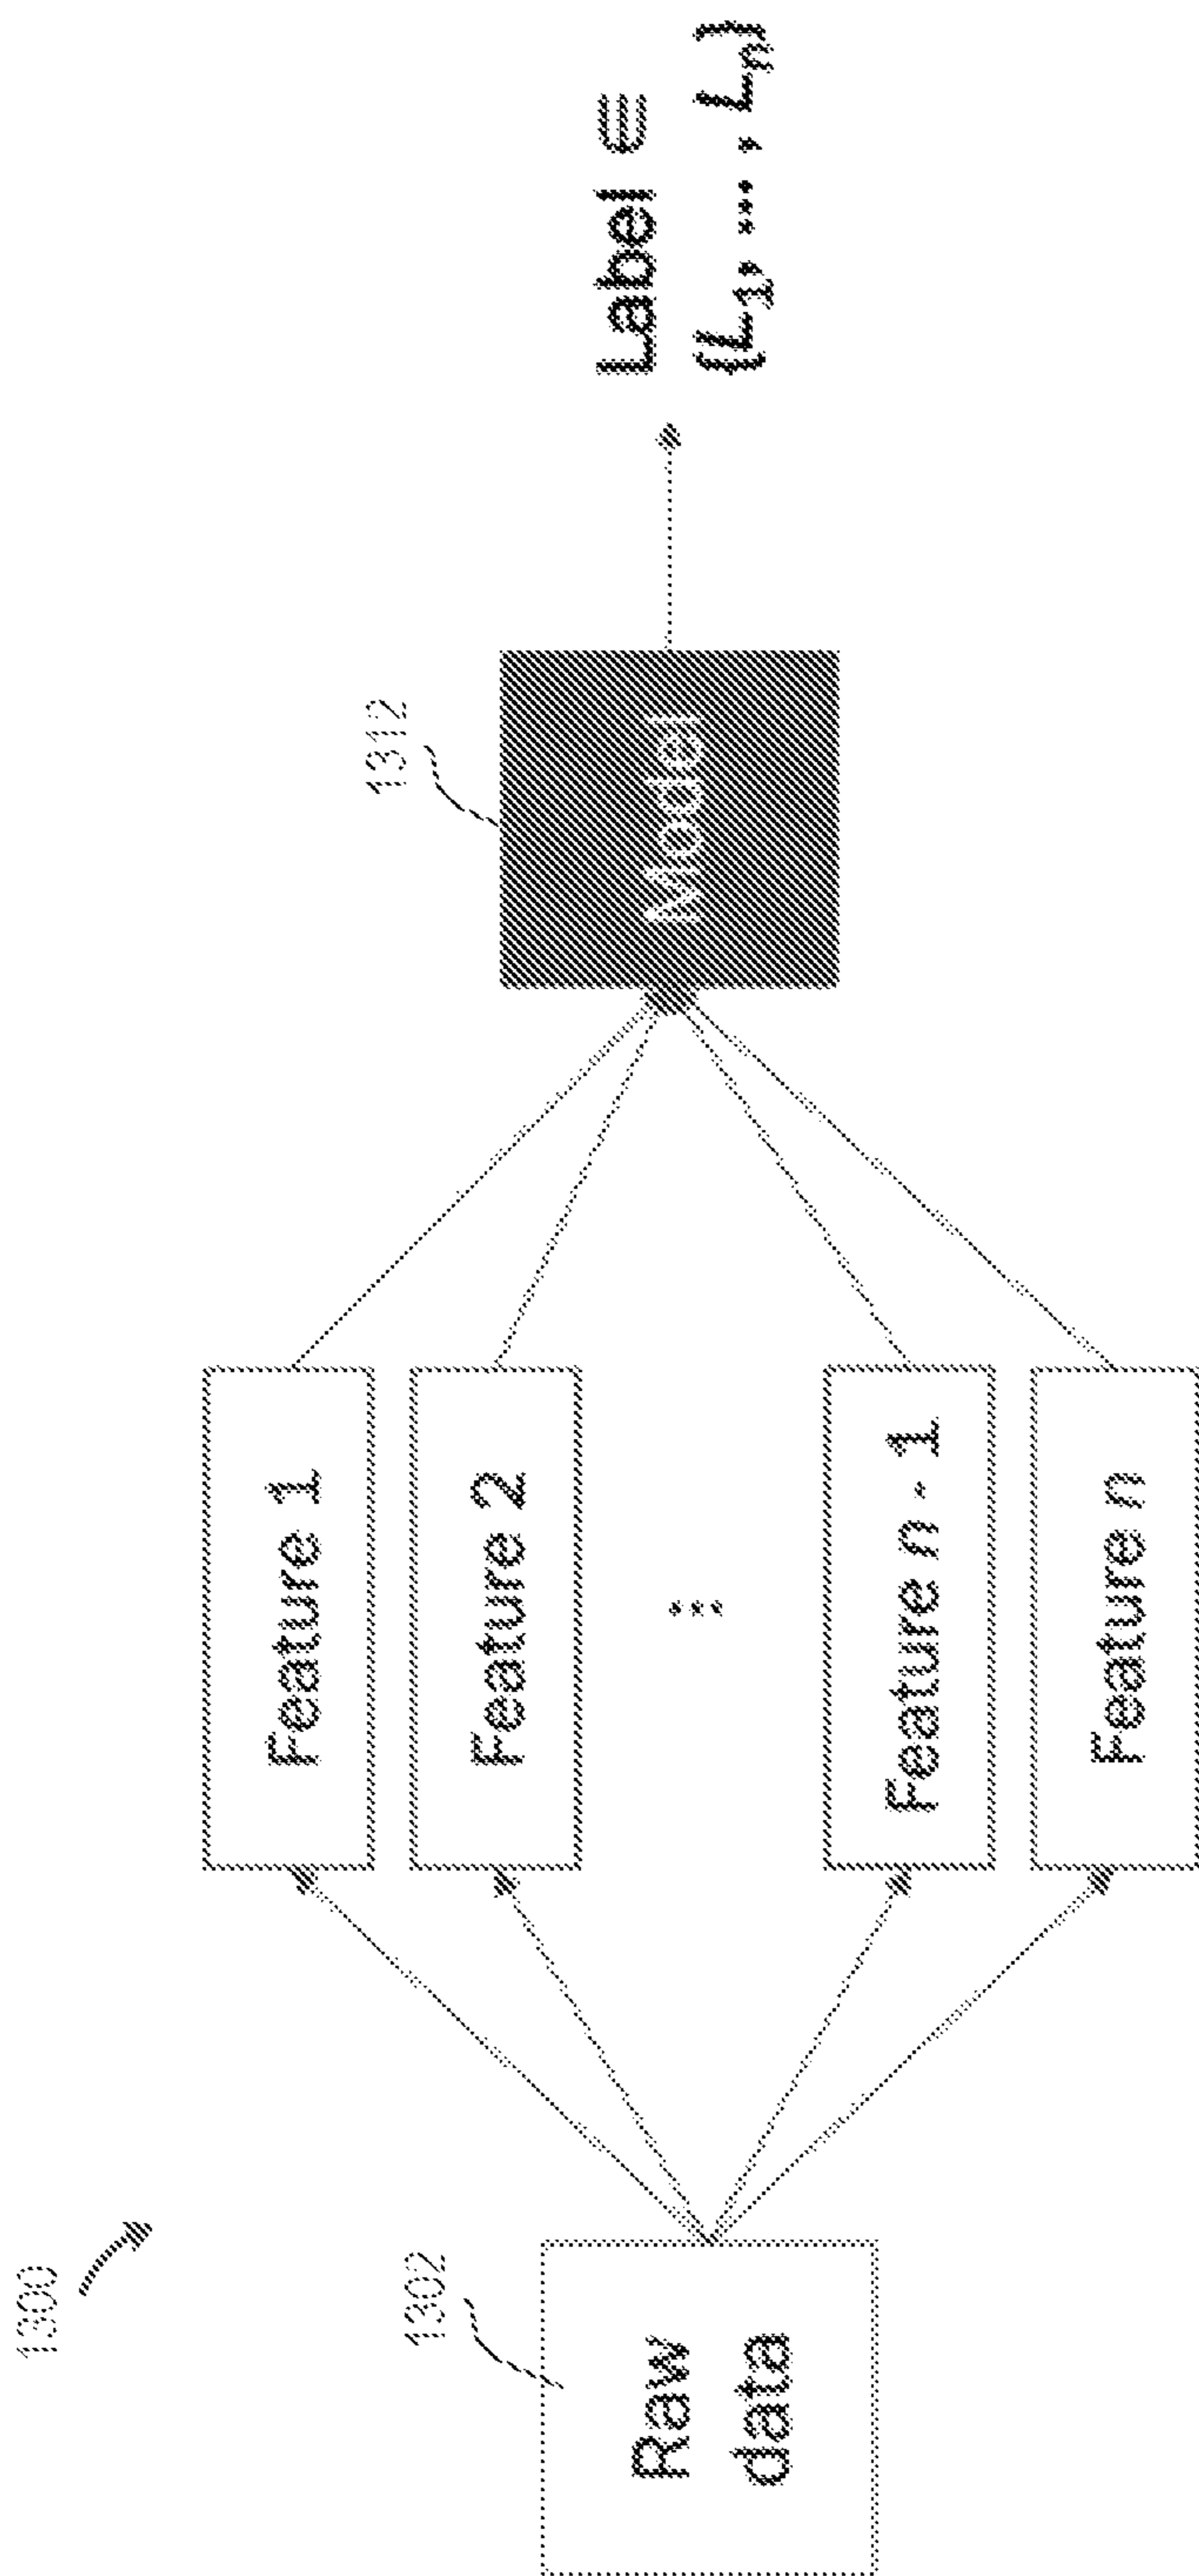 1300
1302
Raw
data
Feature 1
Feature 2
...
Feature n - 1
Feature n
1312
Model
Label ∈
{L1, ... , Ln}